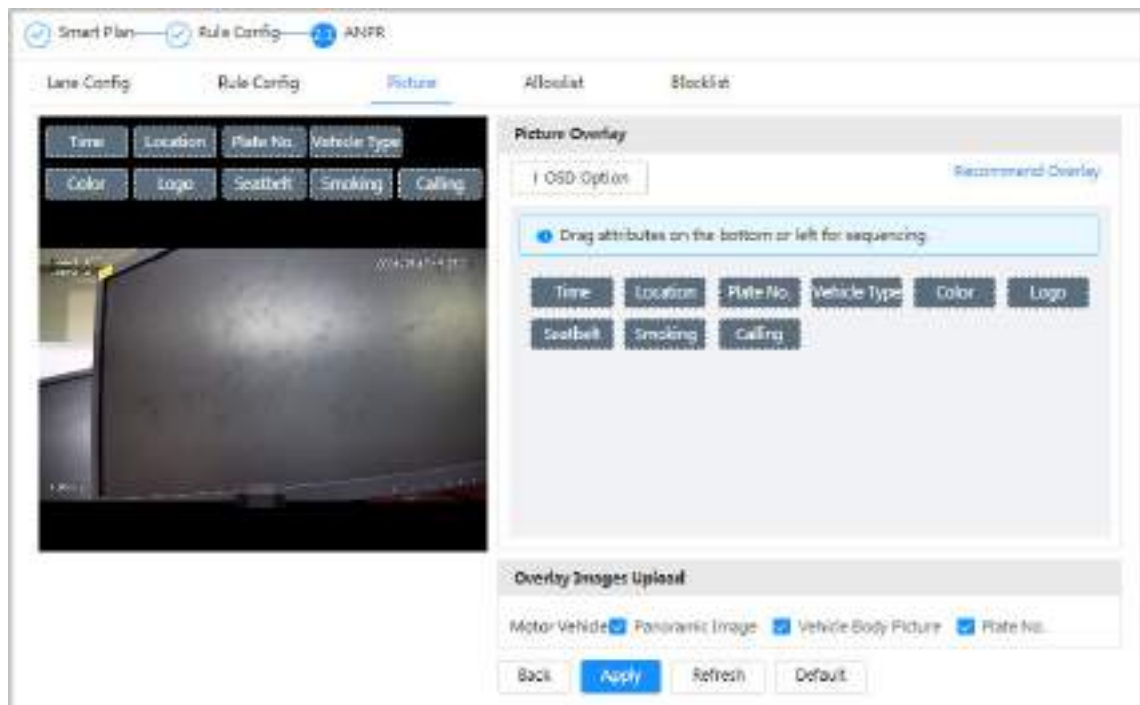 Smart Plan Rule Config ANPR
Lane Config Rule Config Picture Allowlist Blocklist
Time Location Plate No. Vehicle Type
Color Logo Seatbelt Smoking Calling
Picture Overlay
OSD Option Recommend Overlay
Drag attributes on the bottom or left for sequencing.
Time Location Plate No. Vehicle Type Color Logo
Seatbelt Smoking Calling
Overlay Images Upload
Motor Vehicle Panoramic Image Vehicle Body Picture Plate No.
Back Apply Refresh Default